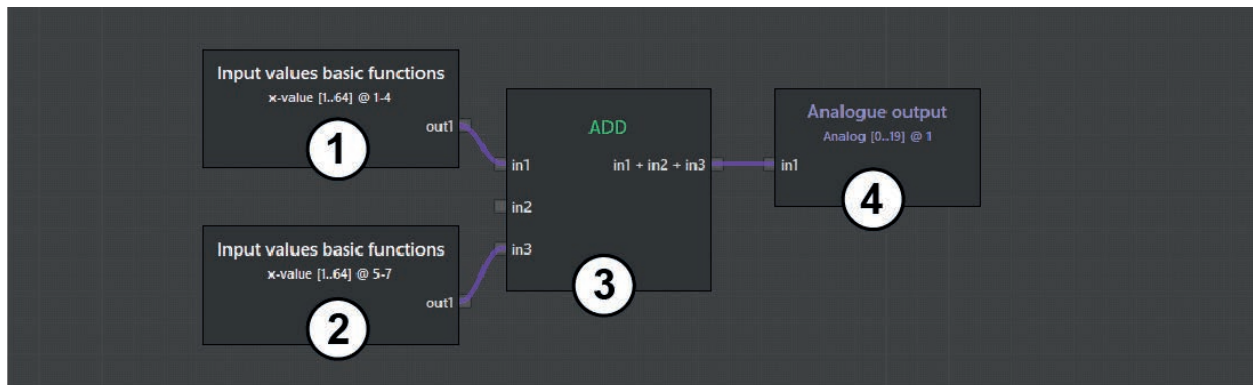 Input values basic functions
x-value [1..64] @ 1-4
out1
1
Input values basic functions
x-value [1..64] @ 5-7
out1
2
ADD
in1
in1 + in2 + in3
in2
in3
3
Analogue output
Analog [0..19] @ 1
in1
4